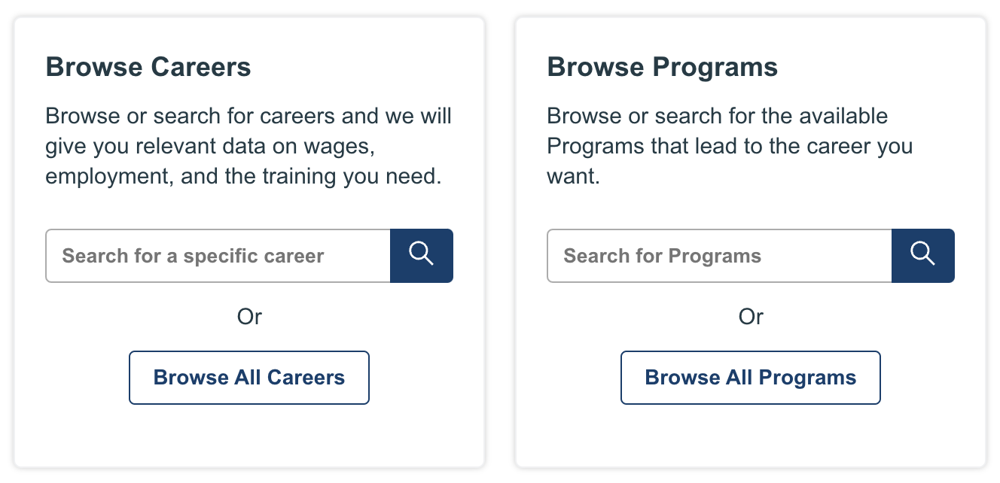 Browse Careers
Browse or search for careers and we will
give you relevant data on wages,
employment, and the training you need.
Search for a specific career
Or
Browse All Careers
Browse Programs
Browse or search for the available
Programs that lead to the career you
want.
Search for Programs
Or
Browse All Programs